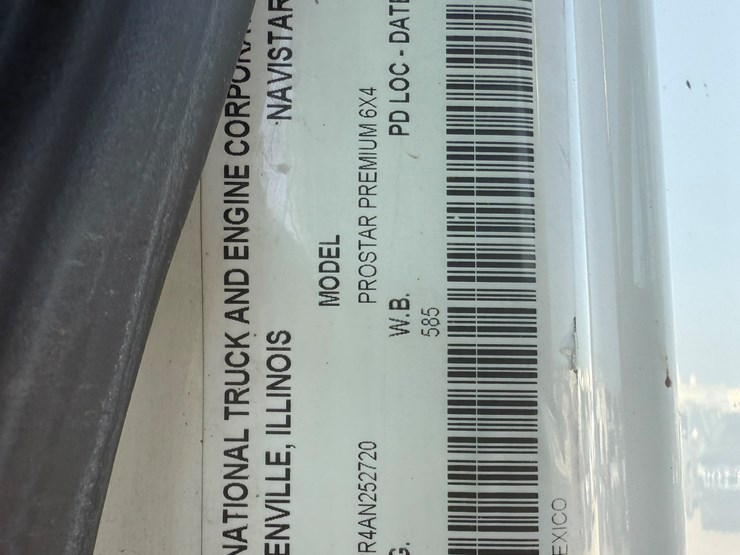 NATIONAL TRUCK AND ENGINE CORPORA
ENVILLE, ILLINOIS NAVISTAR
MODEL
R4AN252720 PROSTAR PREMIUM 6X4
G. W.B. PD LOC - DATE
585
EXICO